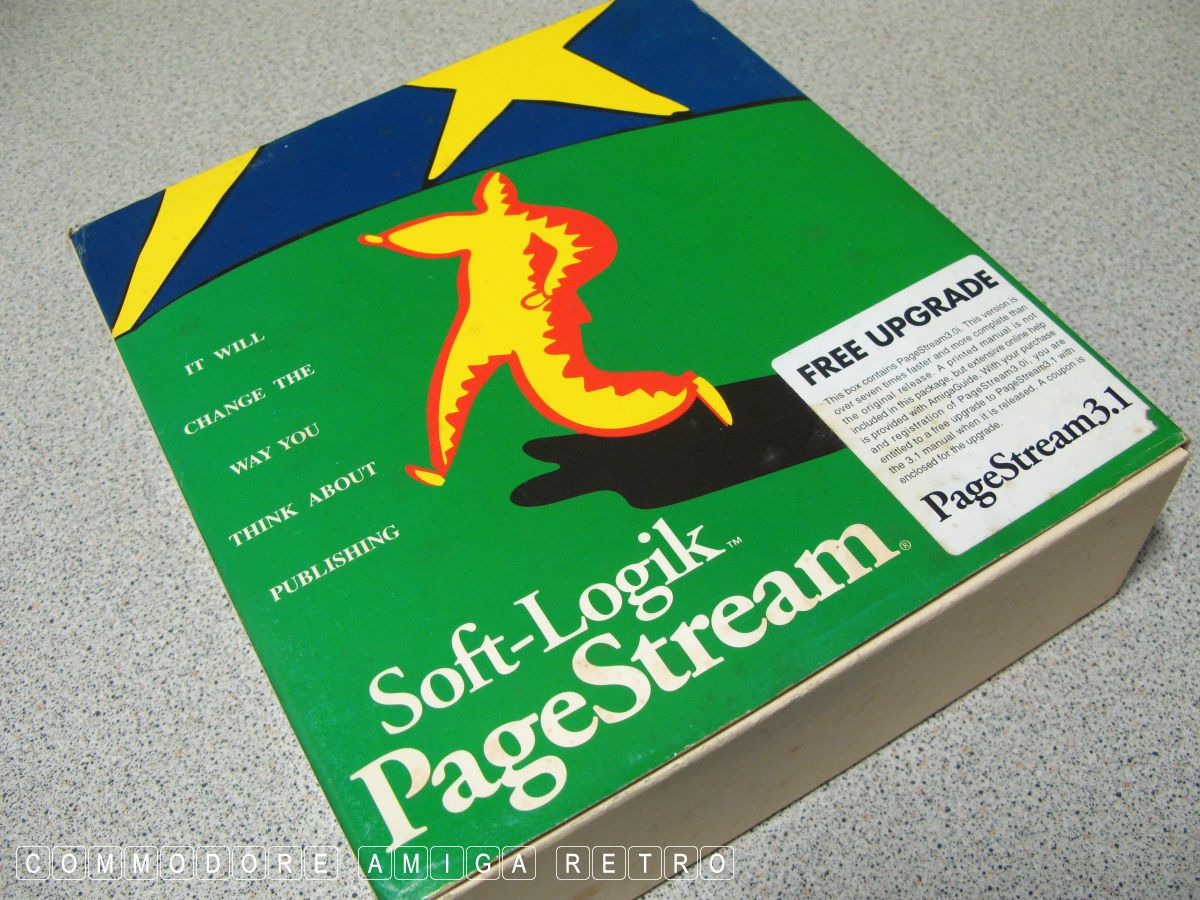 IT WILL
CHANGE THE
WAY YOU
THINK ABOUT
PUBLISHING
FREE UPGRADE
This box contains PageStream3.0i. This version is
over seven times faster and more complete than
the original release. A printed manual is not
included in this package, but extensive online help
is provided with AmigaGuide. With your purchase
and registration of PageStream3.0i, you are
entitled to a free upgrade to PageStream3.1 with
the 3.1 manual when it is released. A coupon is
enclosed for the upgrade.
PageStream3.1
Soft-Logik™
PageStream®
COMMODORE AMIGA RETRO